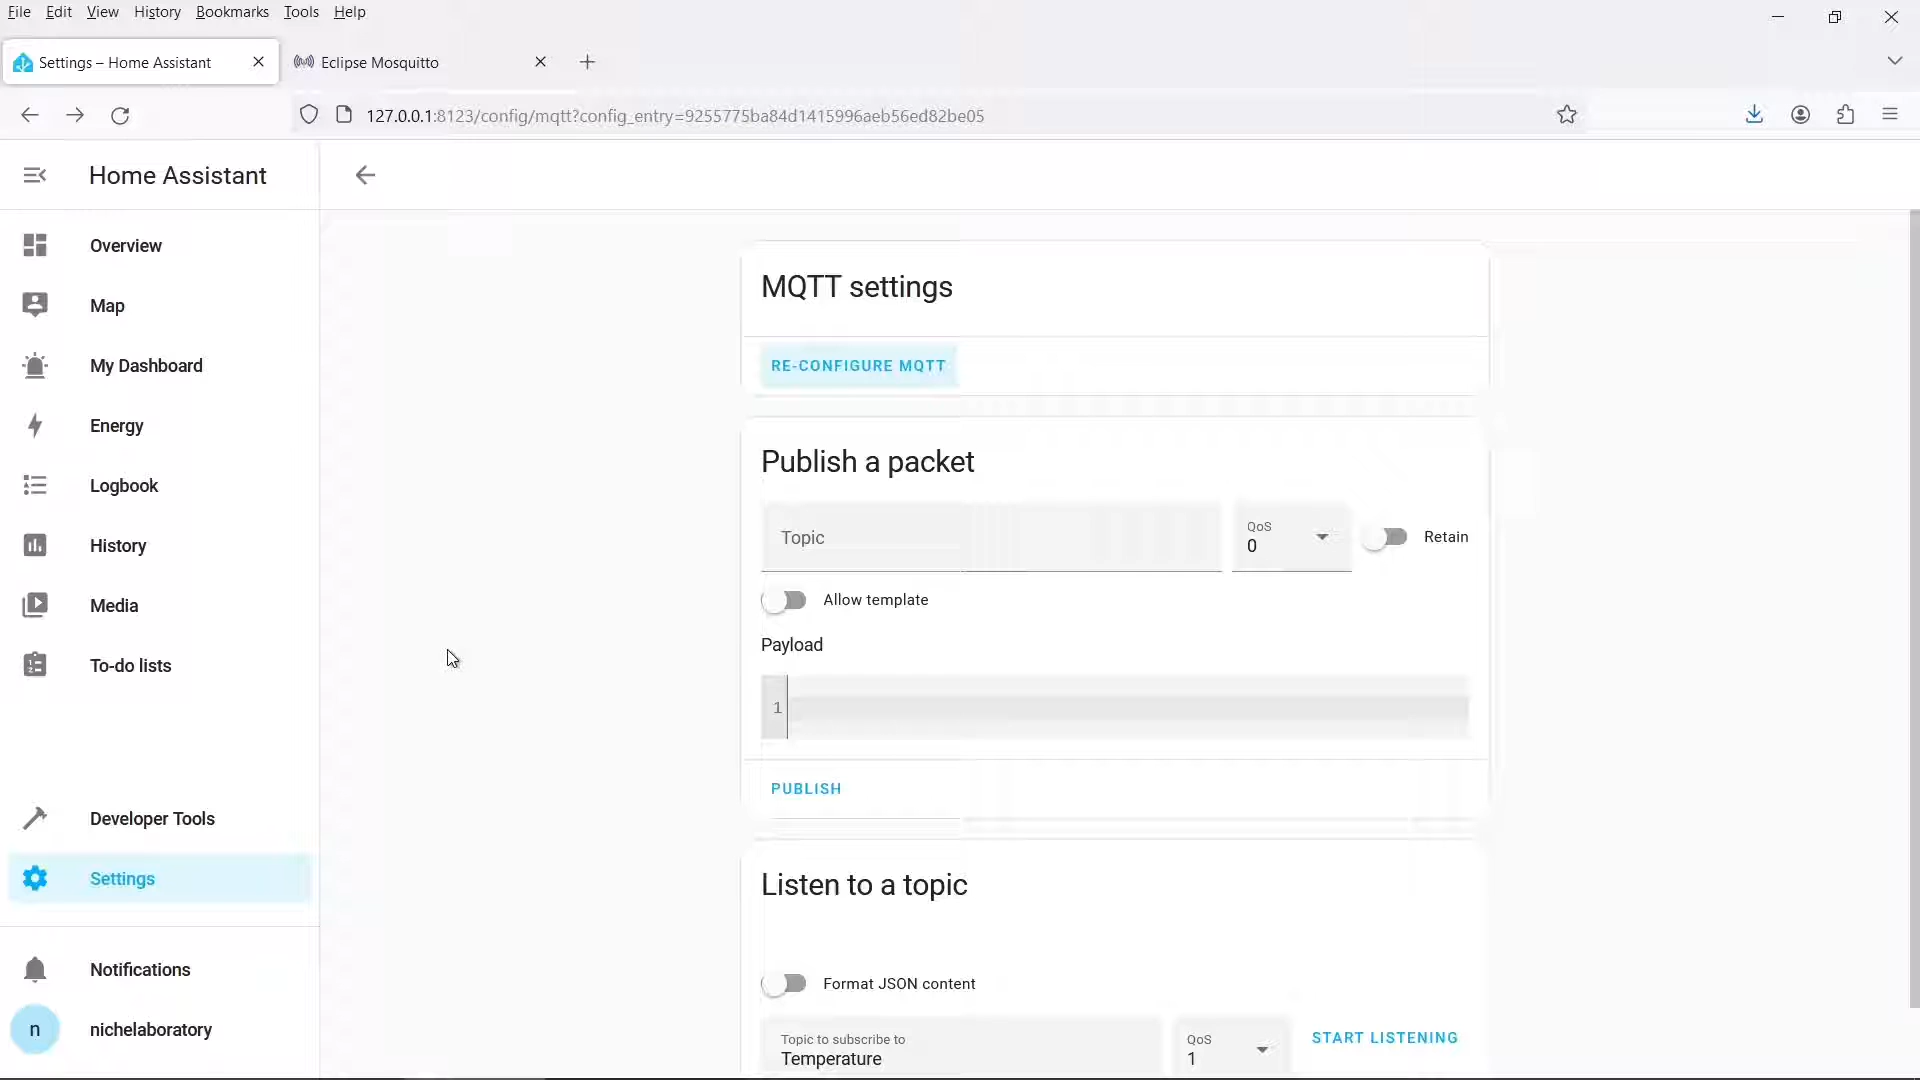 File Edit View History Bookmarks Tools Help
Settings – Home Assistant
Eclipse Mosquitto
127.0.0.1:8123/config/mqtt?config_entry=9255775ba84d1415996aeb56ed82be05
Home Assistant
Overview
Map
My Dashboard
Energy
Logbook
History
Media
To-do lists
Developer Tools
Settings
Notifications
n nichelaboratory
MQTT settings
RE-CONFIGURE MQTT
Publish a packet
Topic
QoS
0
Retain
Allow template
Payload
1
PUBLISH
Listen to a topic
Format JSON content
Topic to subscribe to
Temperature
QoS
1
START LISTENING